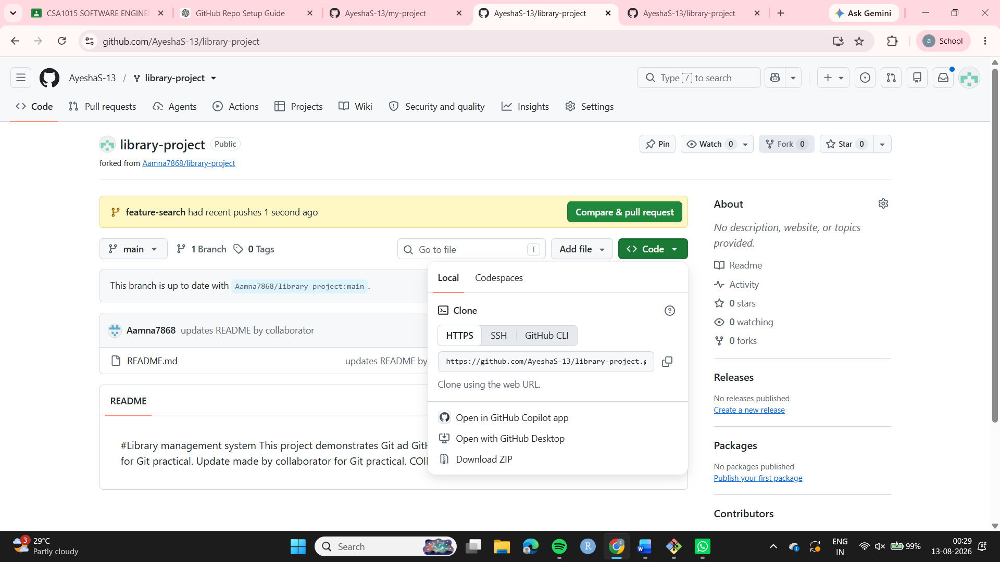 CSA1015 SOFTWARE ENGINE
GitHub Repo Setup Guide
AyeshaS-13/my-project
AyeshaS-13/library-project
AyeshaS-13/library-project
Ask Gemini
github.com/AyeshaS-13/library-project
a School
AyeshaS-13 / library-project
Type / to search
Code
Pull requests
Agents
Actions
Projects
Wiki
Security and quality
Insights
Settings
library-project Public
Pin
Watch 0
Fork 0
Star 0
forked from Aamna7868/library-project
feature-search had recent pushes 1 second ago
Compare & pull request
main
1 Branch
0 Tags
Go to file T
Add file
Code
This branch is up to date with Aamna7868/library-project:main .
Aamna7868 updates README by collaborator
README.md updates README by
README
#Library management system This project demonstrates Git ad GitH
for Git practical. Update made by collaborator for Git practical. COll
Local
Codespaces
Clone
HTTPS
SSH
GitHub CLI
https://github.com/AyeshaS-13/library-project.g
Clone using the web URL.
Open in GitHub Copilot app
Open with GitHub Desktop
Download ZIP
About
No description, website, or topics
provided.
Readme
Activity
0 stars
0 watching
0 forks
Releases
No releases published
Create a new release
Packages
No packages published
Publish your first package
Contributors
3
29°C
Partly cloudy
Search
R
a
W
ENG
IN
99%
00:29
13-08-2026